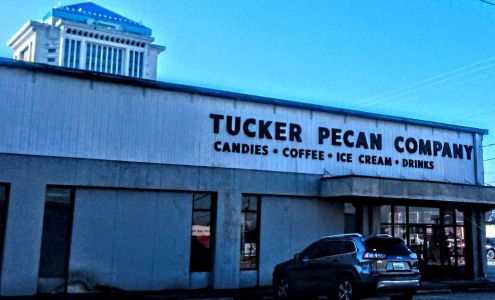 TUCKER PECAN COMPANY
CANDIES • COFFEE • ICE CREAM • DRINKS